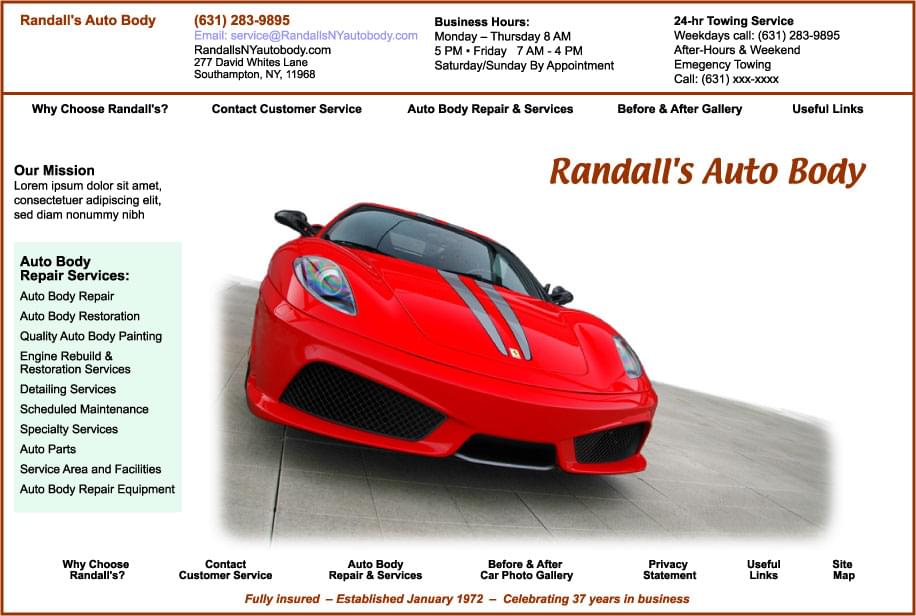 Randall's Auto Body
(631) 283-9895
Email: service@RandallsNYautobody.com
RandallsNYautobody.com
277 David Whites Lane
Southampton, NY, 11968
Business Hours:
Monday – Thursday 8 AM
5 PM • Friday 7 AM - 4 PM
Saturday/Sunday By Appointment
24-hr Towing Service
Weekdays call: (631) 283-9895
After-Hours & Weekend
Emegency Towing
Call: (631) xxx-xxxx
Why Choose Randall's?
Contact Customer Service
Auto Body Repair & Services
Before & After Gallery
Useful Links
Randall's Auto Body
Our Mission
Lorem ipsum dolor sit amet,
consectetuer adipiscing elit,
sed diam nonummy nibh
Auto Body
Repair Services:
Auto Body Repair
Auto Body Restoration
Quality Auto Body Painting
Engine Rebuild &
Restoration Services
Detailing Services
Scheduled Maintenance
Specialty Services
Auto Parts
Service Area and Facilities
Auto Body Repair Equipment
Why Choose
Randall's?
Contact
Customer Service
Auto Body
Repair & Services
Before & After
Car Photo Gallery
Privacy
Statement
Useful
Links
Site
Map
Fully insured – Established January 1972 – Celebrating 37 years in business